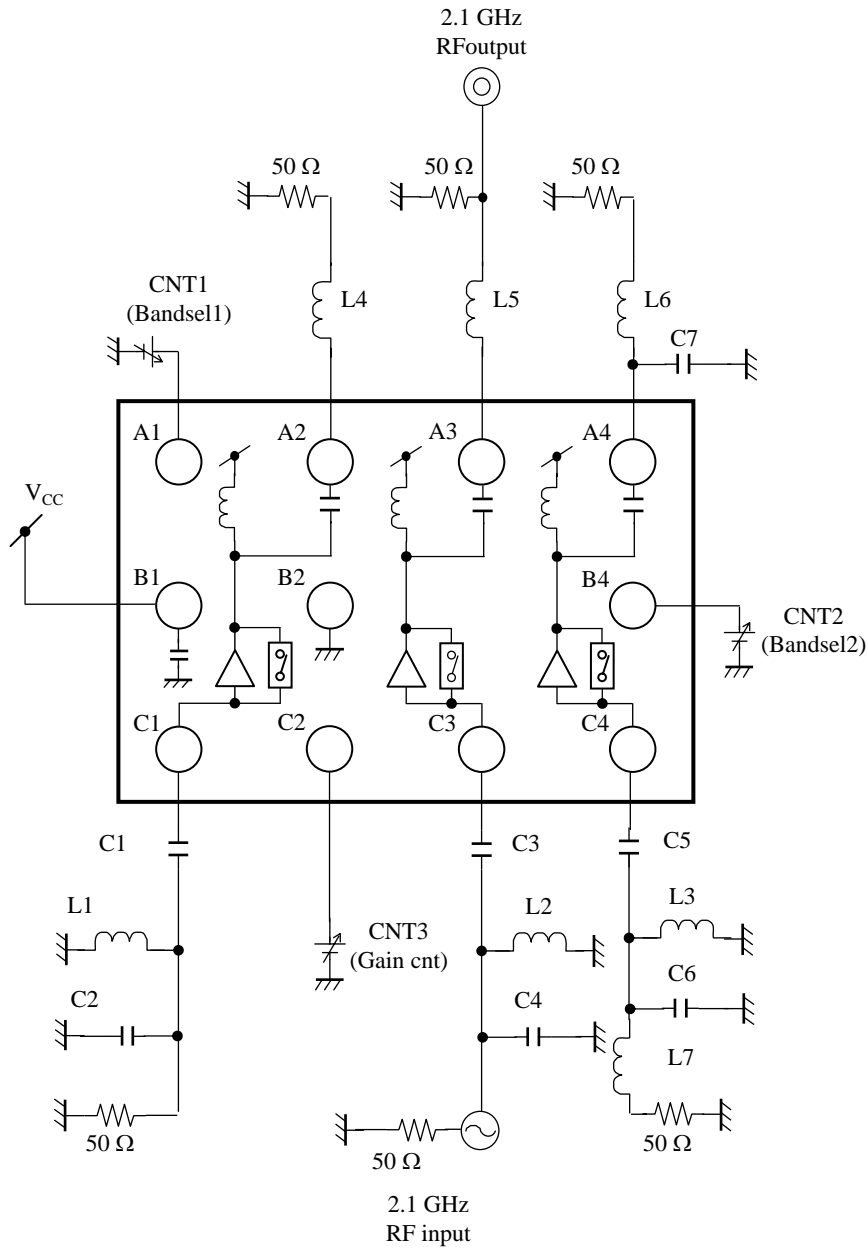 2.1 GHz
RFoutput
50 Ω
50 Ω
50 Ω
CNT1
(Bandsel1)
L4
L5
L6
C7
A1
A2
A3
A4
VCC
B1
B2
B4
CNT2
(Bandsel2)
C1
C2
C3
C4
C1
C3
C5
L1
CNT3
(Gain cnt)
L2
L3
C2
C4
C6
L7
50 Ω
50 Ω
50 Ω
2.1 GHz
RF input